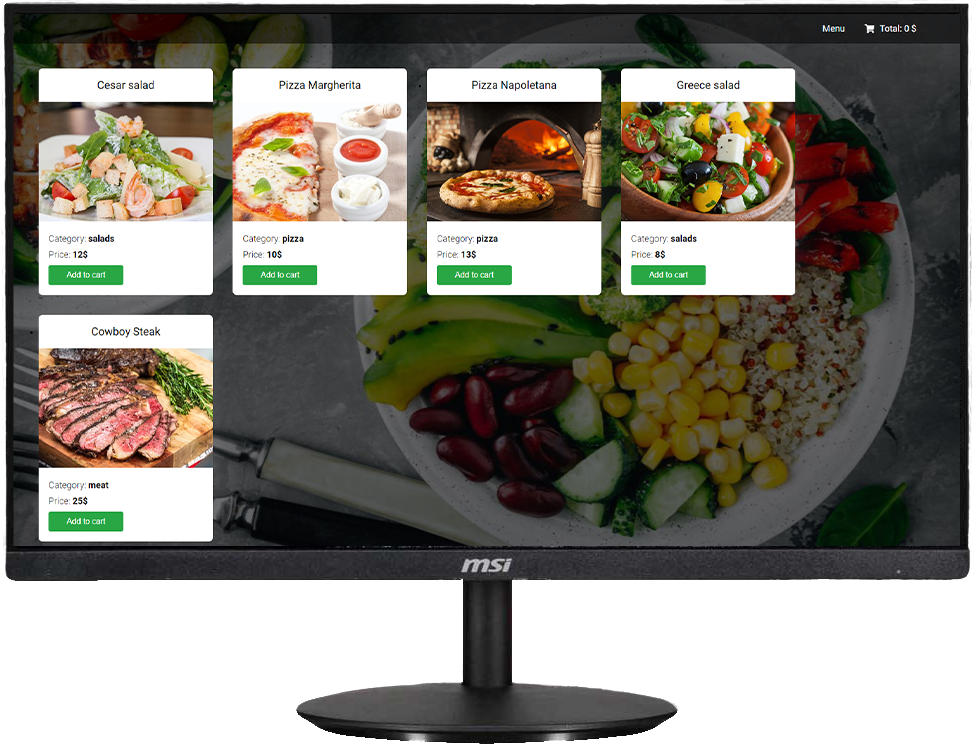 Menu
Total: 0 $
Cesar salad
Category: salads
Price: 12$
Add to cart
Pizza Margherita
Category: pizza
Price: 10$
Add to cart
Pizza Napoletana
Category: pizza
Price: 13$
Add to cart
Greece salad
Category: salads
Price: 8$
Add to cart
Cowboy Steak
Category: meat
Price: 25$
Add to cart
msi